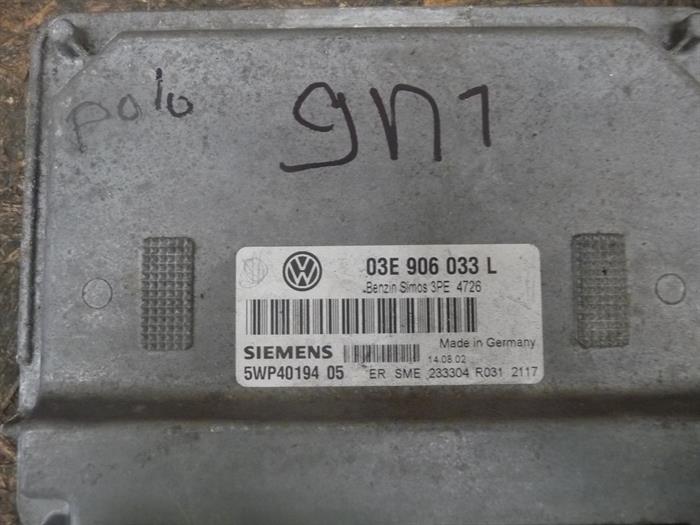 polo
9n1
03E 906 033 L
Benzin Simos 3PE 4726
Made in Germany
SIEMENS
14.08.02
5WP40194 05 ER SME 233304 R031 2117